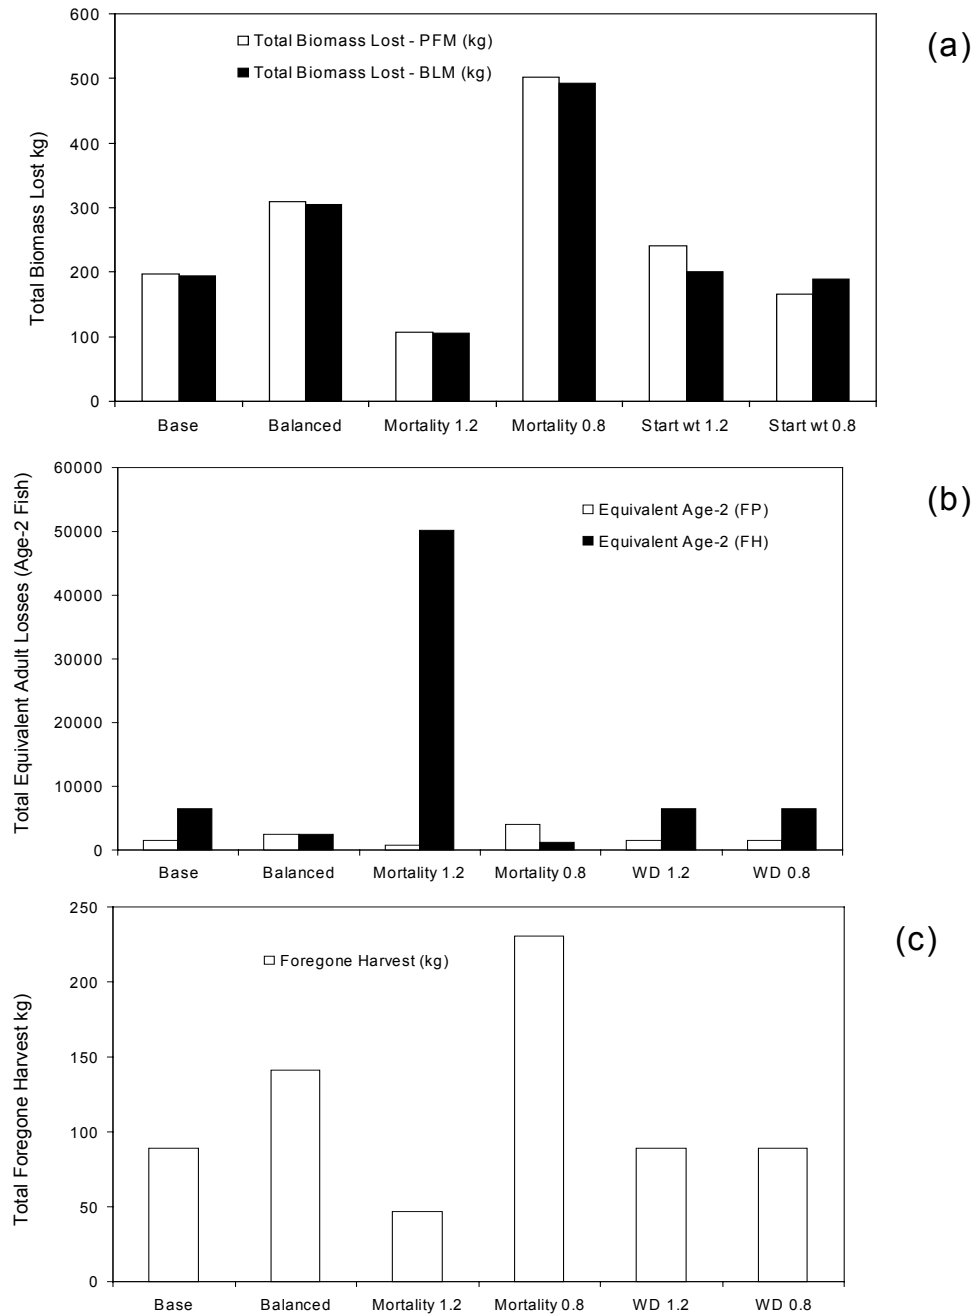 600
500
400
300
200
100
0
Total Biomass Lost kg)
Total Biomass Lost - PFM (kg)
Total Biomass Lost - BLM (kg)
(a)
Base Balanced Mortality 1.2 Mortality 0.8 Start wt 1.2 Start wt 0.8
60000
50000
40000
30000
20000
10000
0
Total Equivalent Adult Losses (Age-2 Fish)
Equivalent Age-2 (FP)
Equivalent Age-2 (FH)
(b)
Base Balanced Mortality 1.2 Mortality 0.8 WD 1.2 WD 0.8
250
200
150
100
50
0
Total Foregone Harvest kg)
Foregone Harvest (kg)
(c)
Base Balanced Mortality 1.2 Mortality 0.8 WD 1.2 WD 0.8